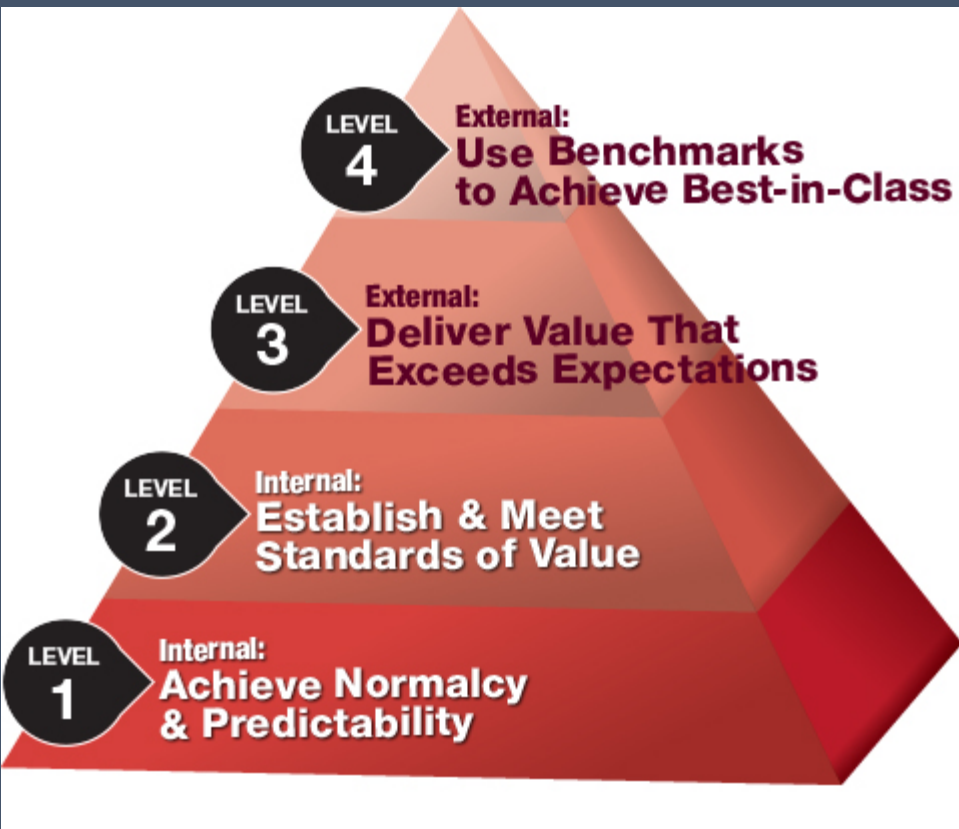 LEVEL
4
External:
Use Benchmarks
to Achieve Best-in-Class
LEVEL
3
External:
Deliver Value That
Exceeds Expectations
LEVEL
2
Internal:
Establish & Meet
Standards of Value
LEVEL
1
Internal:
Achieve Normalcy
& Predictability